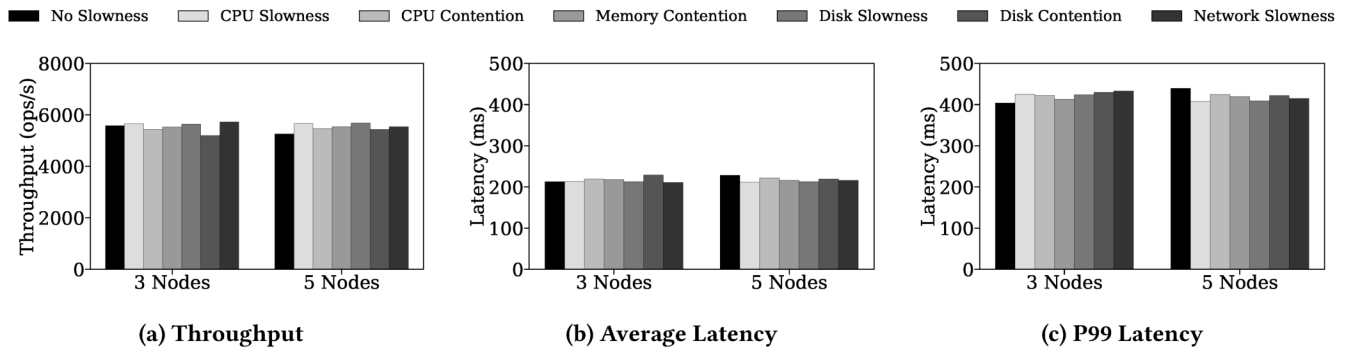 No Slowness CPU Slowness CPU Contention Memory Contention Disk Slowness Disk Contention Network Slowness
Throughput (ops/s)
8000
6000
4000
2000
0
3 Nodes 5 Nodes
(a) Throughput
Latency (ms)
500
400
300
200
100
0
3 Nodes 5 Nodes
(b) Average Latency
Latency (ms)
500
400
300
200
100
0
3 Nodes 5 Nodes
(c) P99 Latency